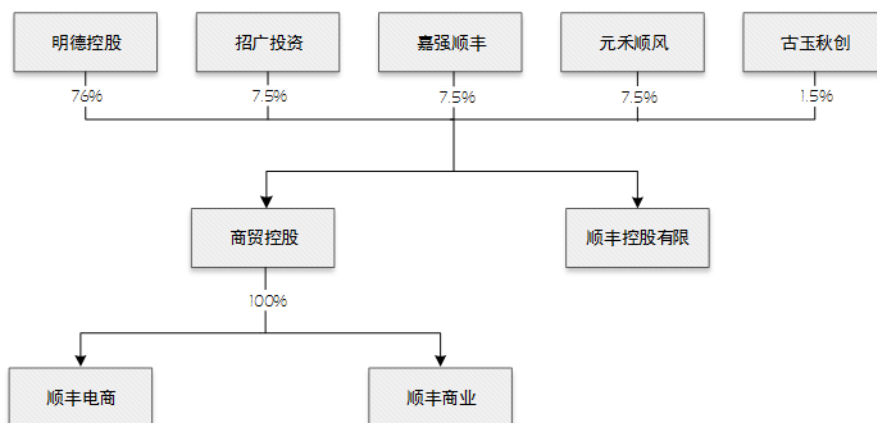 明德控股
招广投资
嘉强顺丰
元禾顺风
古玉秋创
76%
7.5%
7.5%
7.5%
1.5%
商贸控股
顺丰控股有限
100%
顺丰电商
顺丰商业